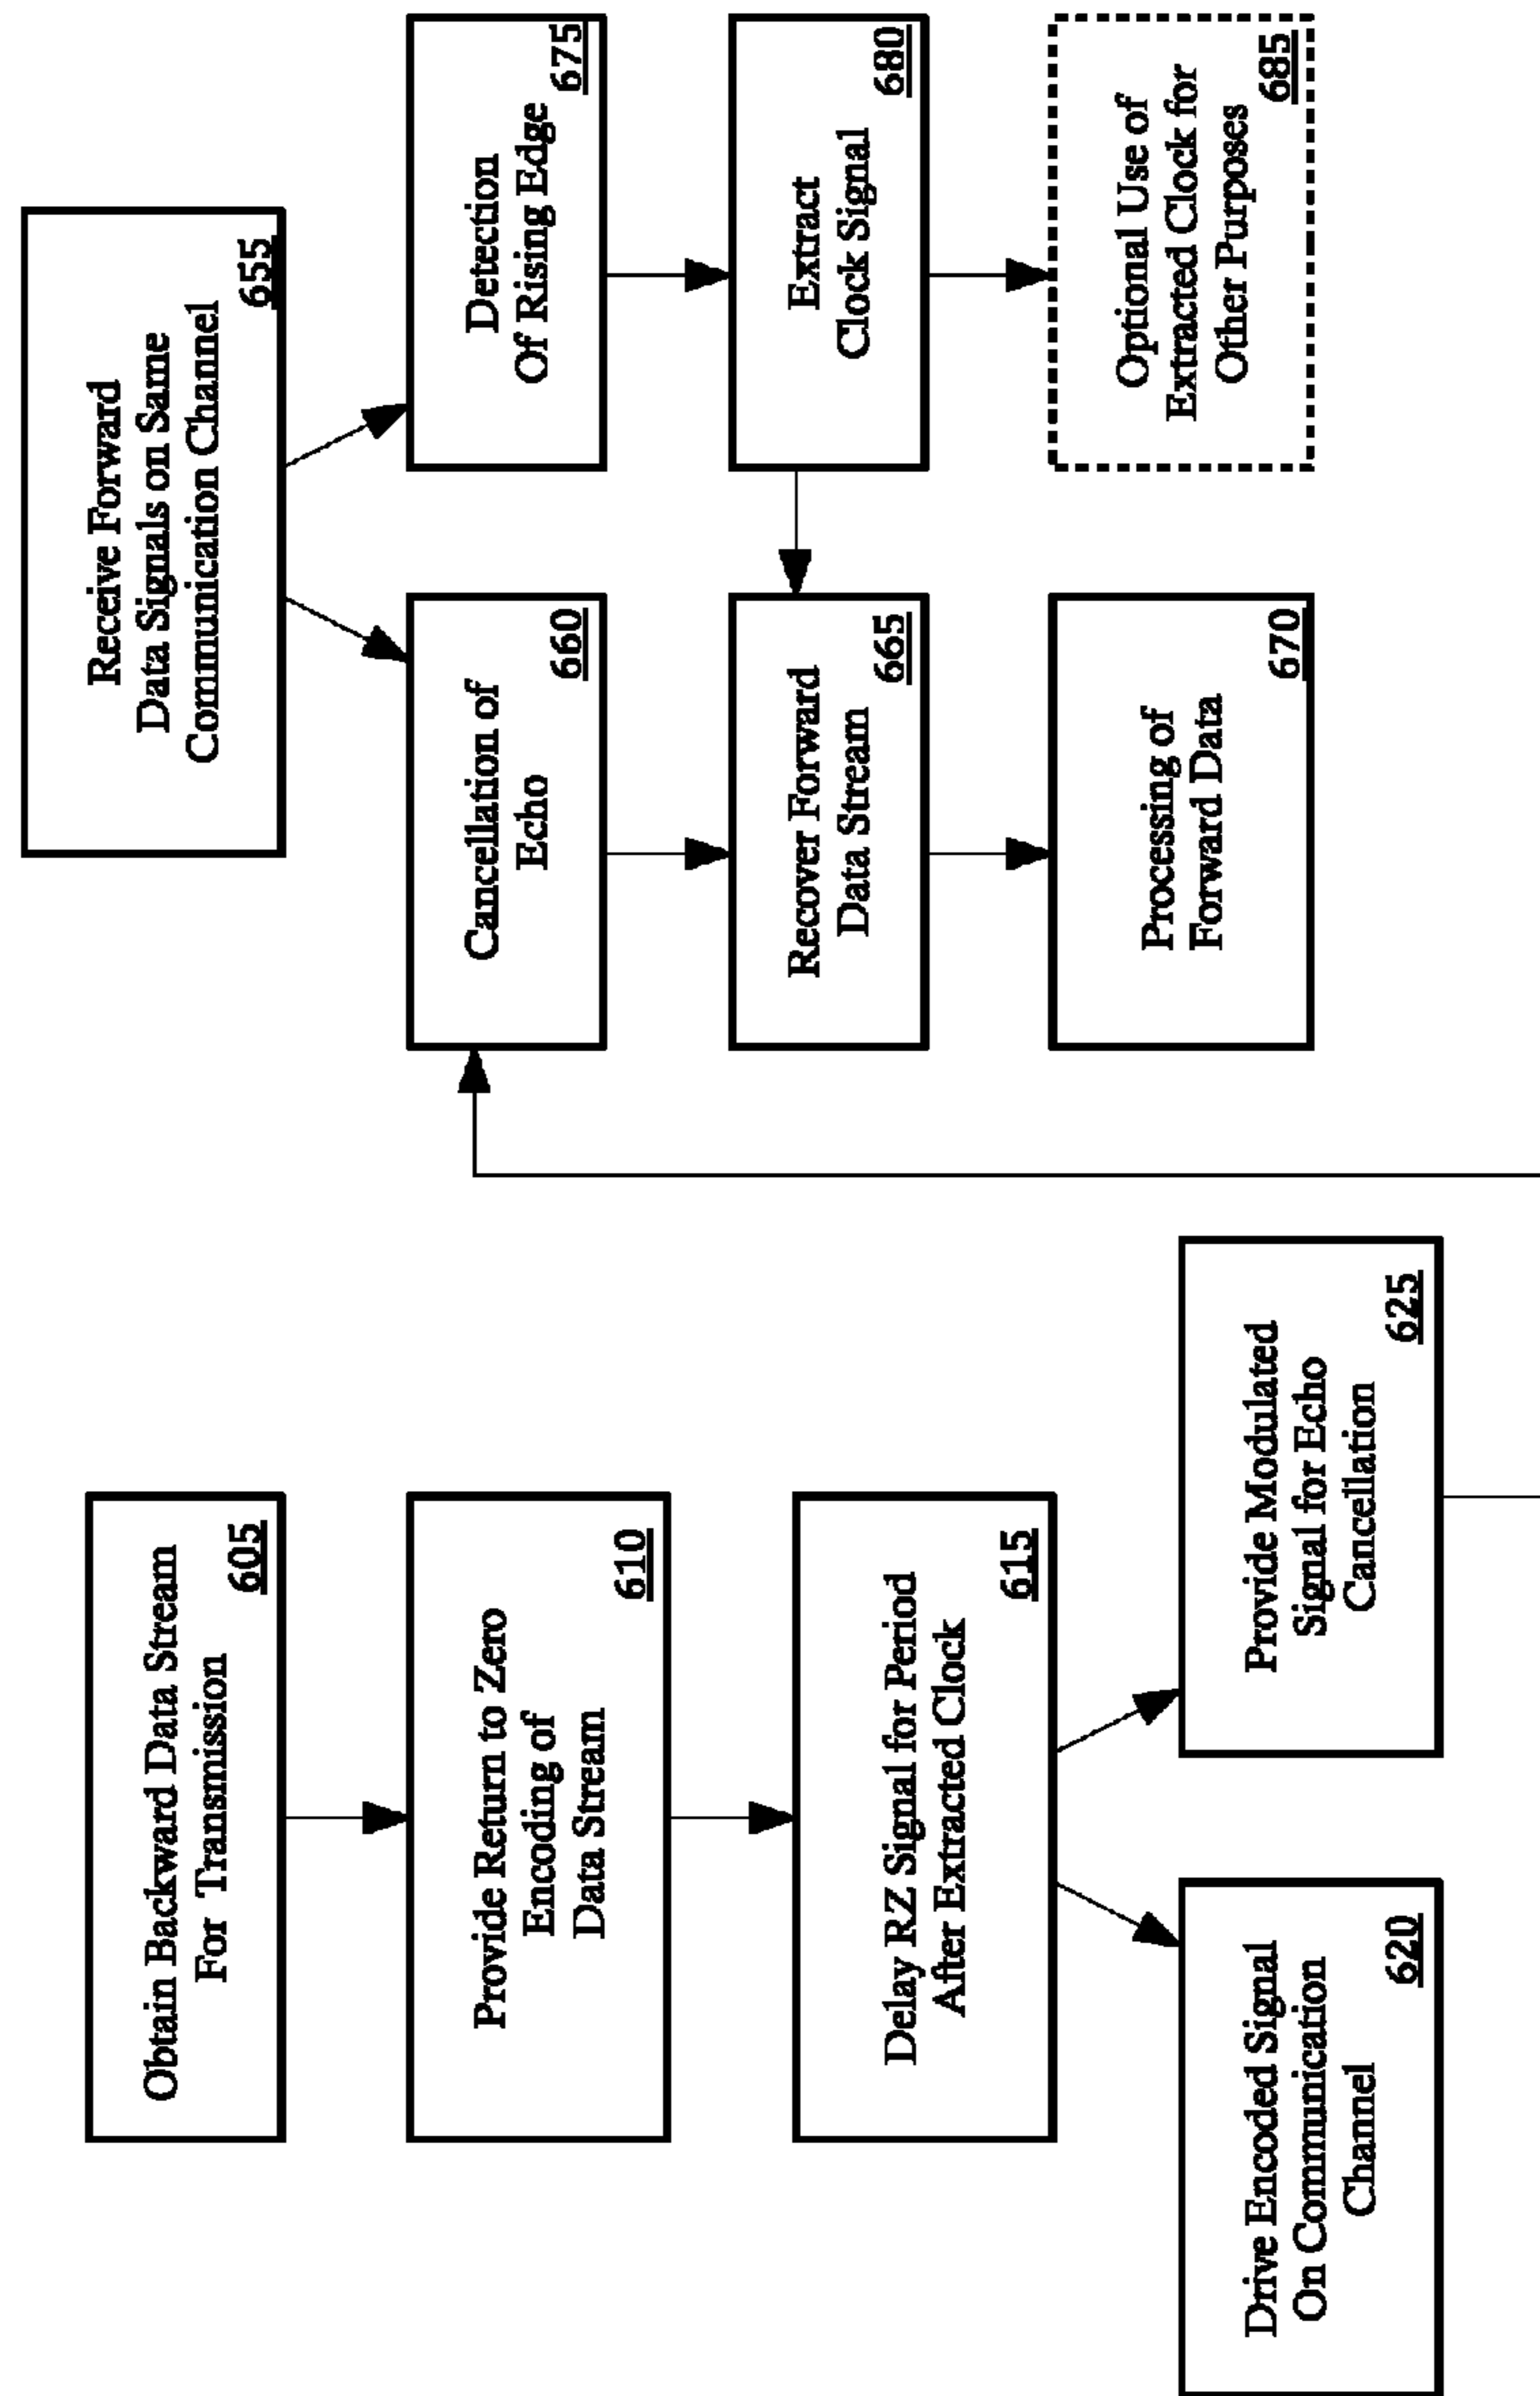 Obtain Backward Data Stream
For Transmission
605
Provide Return to Zero
Encoding of
Data Stream
610
Delay RZ Signal for Period
After Extracted Clock
615
Drive Encoded Signal
On Communication
Channel
620
Provide Modulated
Signal for Echo
Cancellation
625
Receive Forward
Data Signals on Same
Communication Channel
655
Cancellation of
Echo
660
Recover Forward
Data Stream
665
Processing of
Forward Data
670
Detection
Of Rising Edge
675
Extract
Clock Signal
680
Optional Use of
Extracted Clock for
Other Purposes
685